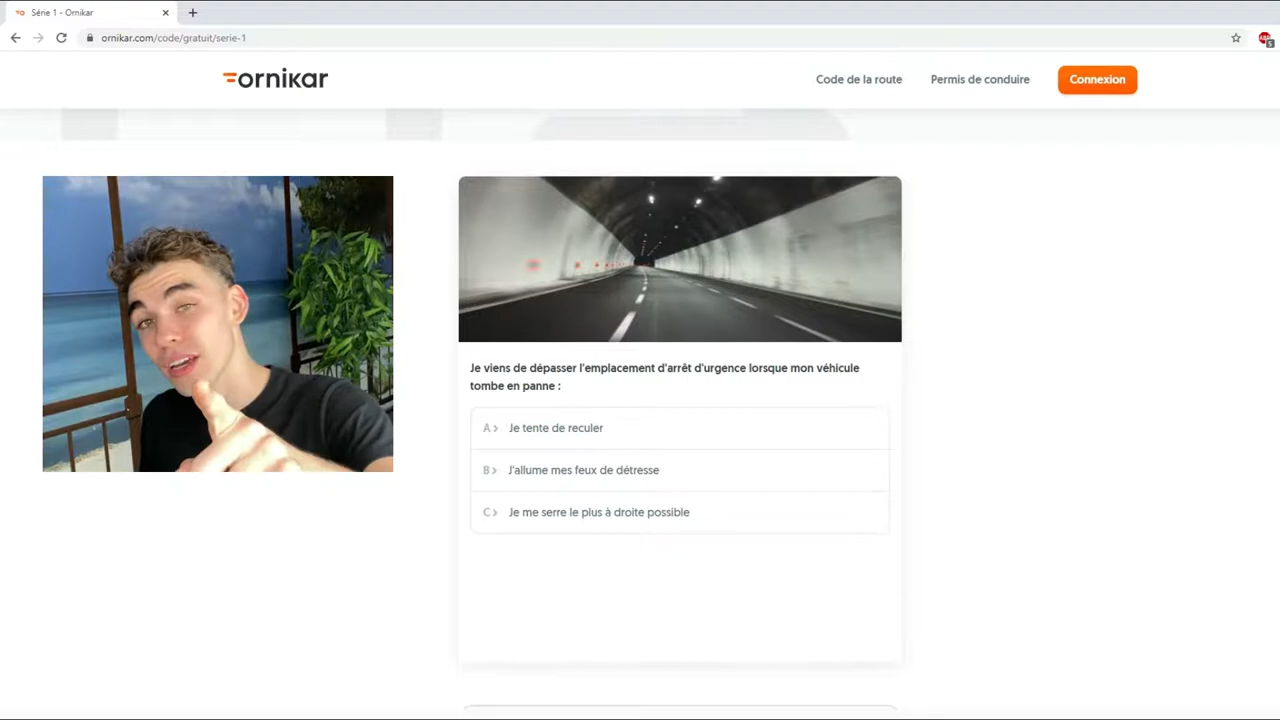 Série 1 - Ornikar
ornikar.com/code/gratuit/serie-1
ornikar
Code de la route
Permis de conduire
Connexion
Je viens de dépasser l'emplacement d'arrêt d'urgence lorsque mon véhicule
tombe en panne :
A Je tente de reculer
B J'allume mes feux de détresse
C Je me serre le plus à droite possible